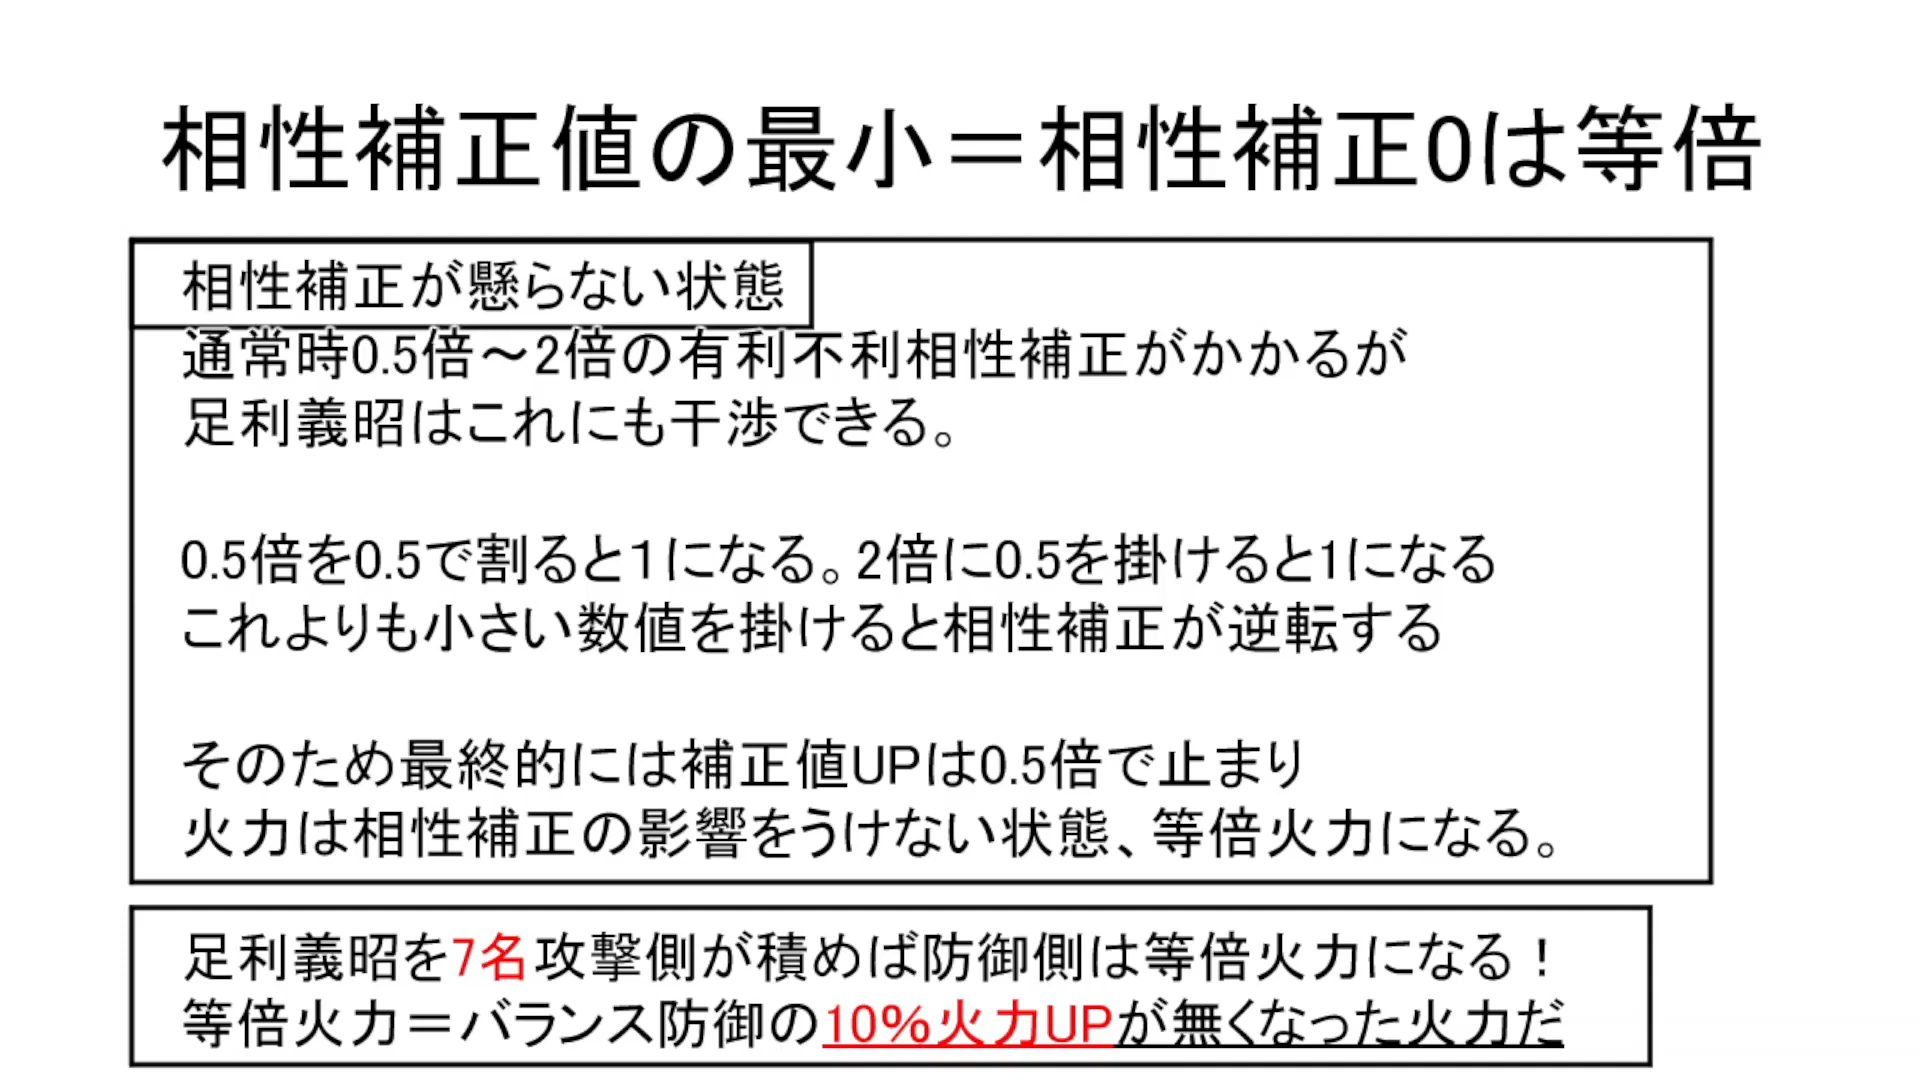 相性補正値の最小＝相性補正0は等倍
相性補正が懸らない状態
通常時0.5倍～2倍の有利不利相性補正がかかるが
足利義昭はこれにも干渉できる。
0.5倍を0.5で割ると１になる。2倍に0.5を掛けると1になる
これよりも小さい数値を掛けると相性補正が逆転する
そのため最終的には補正値UPは0.5倍で止まり
火力は相性補正の影響をうけない状態、等倍火力になる。
足利義昭を7名攻撃側が積めば防御側は等倍火力になる！
等倍火力＝バランス防御の10%火力UPが無くなった火力だ